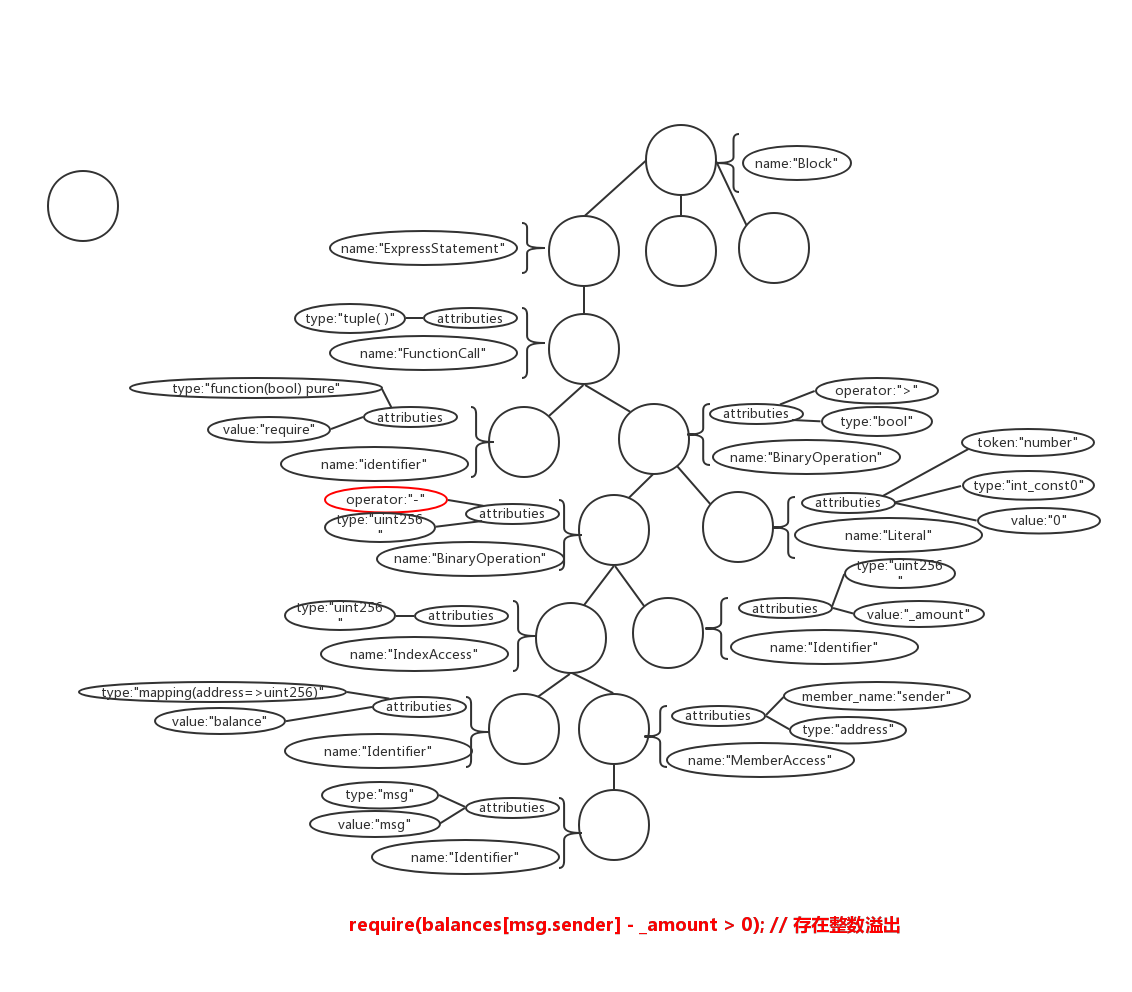 name:"Block"
name:"ExpressStatement"
type:"tuple( )"
attributies
name:"FunctionCall"
type:"function(bool) pure"
attributies
value:"require"
name:"identifier"
operator:">"
attributies
type:"bool"
name:"BinaryOperation"
token:"number"
type:"int_const0"
attributies
value:"0"
name:"Literal"
operator:"-"
attributies
type:"uint256
"
name:"BinaryOperation"
type:"uint256
"
attributies
value:"_amount"
name:"Identifier"
type:"uint256
"
attributies
name:"IndexAccess"
type:"mapping(address=>uint256)"
attributies
value:"balance"
name:"Identifier"
member_name:"sender"
attributies
type:"address"
name:"MemberAccess"
type:"msg"
attributies
value:"msg"
name:"Identifier"
require(balances[msg.sender] - _amount > 0); // 存在整数溢出